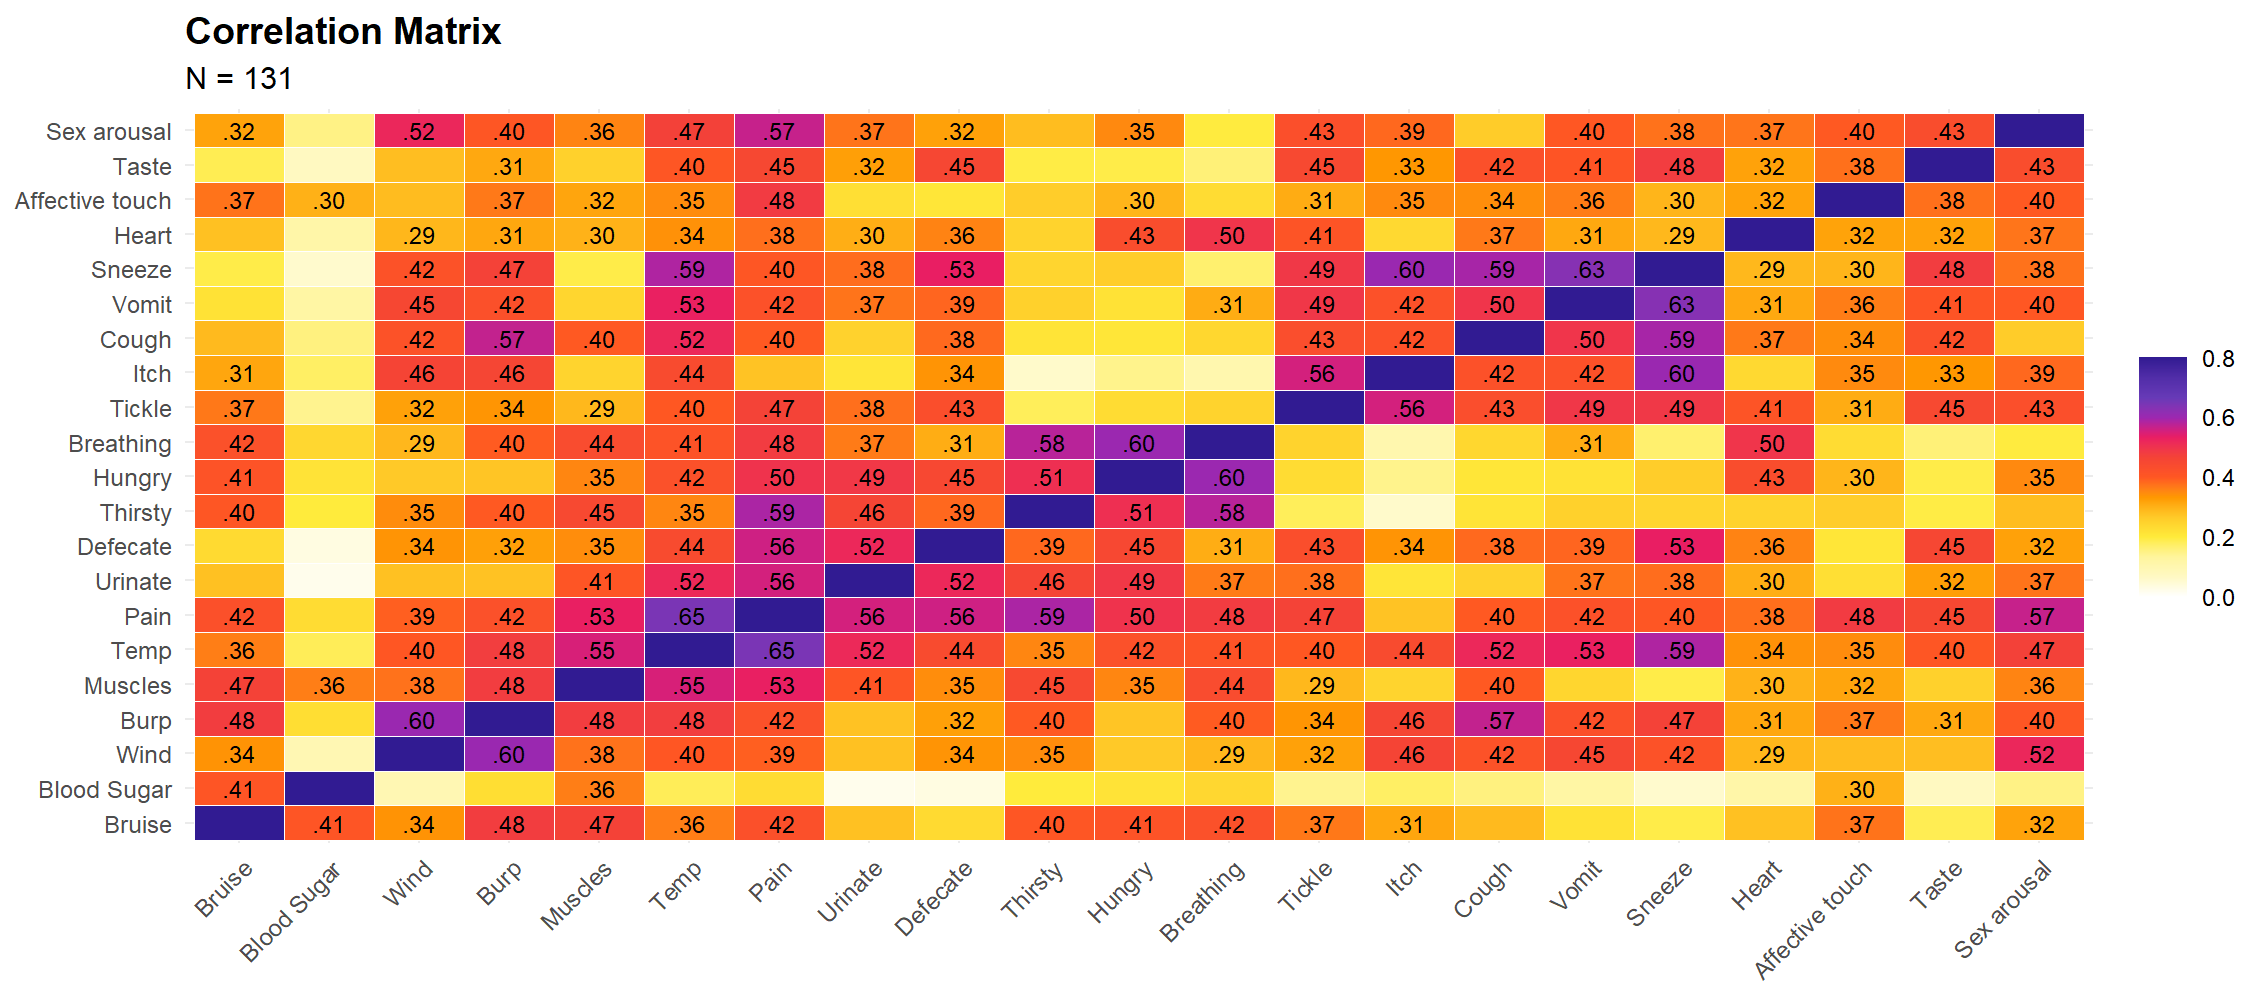 Correlation Matrix
N = 131
Sex arousal .32 .52 .40 .36 .47 .57 .37 .32 .35 .43 .39 .40 .38 .37 .40 .43
Taste .31 .40 .45 .32 .45 .45 .33 .42 .41 .48 .32 .38 .43
Affective touch .37 .30 .37 .32 .35 .48 .30 .31 .35 .34 .36 .30 .32 .38 .40
Heart .29 .31 .30 .34 .38 .30 .36 .43 .50 .41 .37 .31 .29 .32 .32 .37
Sneeze .42 .47 .59 .40 .38 .53 .49 .60 .59 .63 .29 .30 .48 .38
Vomit .45 .42 .53 .42 .37 .39 .31 .49 .42 .50 .63 .31 .36 .41 .40
Cough .42 .57 .40 .52 .40 .38 .43 .42 .50 .59 .37 .34 .42
Itch .31 .46 .46 .44 .34 .56 .42 .42 .60 .35 .33 .39
Tickle .37 .32 .34 .29 .40 .47 .38 .43 .56 .43 .49 .49 .41 .31 .45 .43
Breathing .42 .29 .40 .44 .41 .48 .37 .31 .58 .60 .31 .50
Hungry .41 .35 .42 .50 .49 .45 .51 .60 .43 .30 .35
Thirsty .40 .35 .40 .45 .35 .59 .46 .39 .51 .58
Defecate .34 .32 .35 .44 .56 .52 .39 .45 .31 .43 .34 .38 .39 .53 .36 .45 .32
Urinate .41 .52 .56 .52 .46 .49 .37 .38 .37 .38 .30 .32 .37
Pain .42 .39 .42 .53 .65 .56 .56 .59 .50 .48 .47 .40 .42 .40 .38 .48 .45 .57
Temp .36 .40 .48 .55 .65 .52 .44 .35 .42 .41 .40 .44 .52 .53 .59 .34 .35 .40 .47
Muscles .47 .36 .38 .48 .55 .53 .41 .35 .45 .35 .44 .29 .40 .30 .32 .36
Burp .48 .60 .48 .48 .42 .32 .40 .40 .34 .46 .57 .42 .47 .31 .37 .31 .40
Wind .34 .60 .38 .40 .39 .34 .35 .29 .32 .46 .42 .45 .42 .29 .52
Blood Sugar .41 .36 .30
Bruise .41 .34 .48 .47 .36 .42 .40 .41 .42 .37 .31 .37 .32
Bruise Blood Sugar Wind Burp Muscles Temp Pain Urinate Defecate Thirsty Hungry Breathing Tickle Itch Cough Vomit Sneeze Heart Affective touch Taste Sex arousal
0.8
0.6
0.4
0.2
0.0